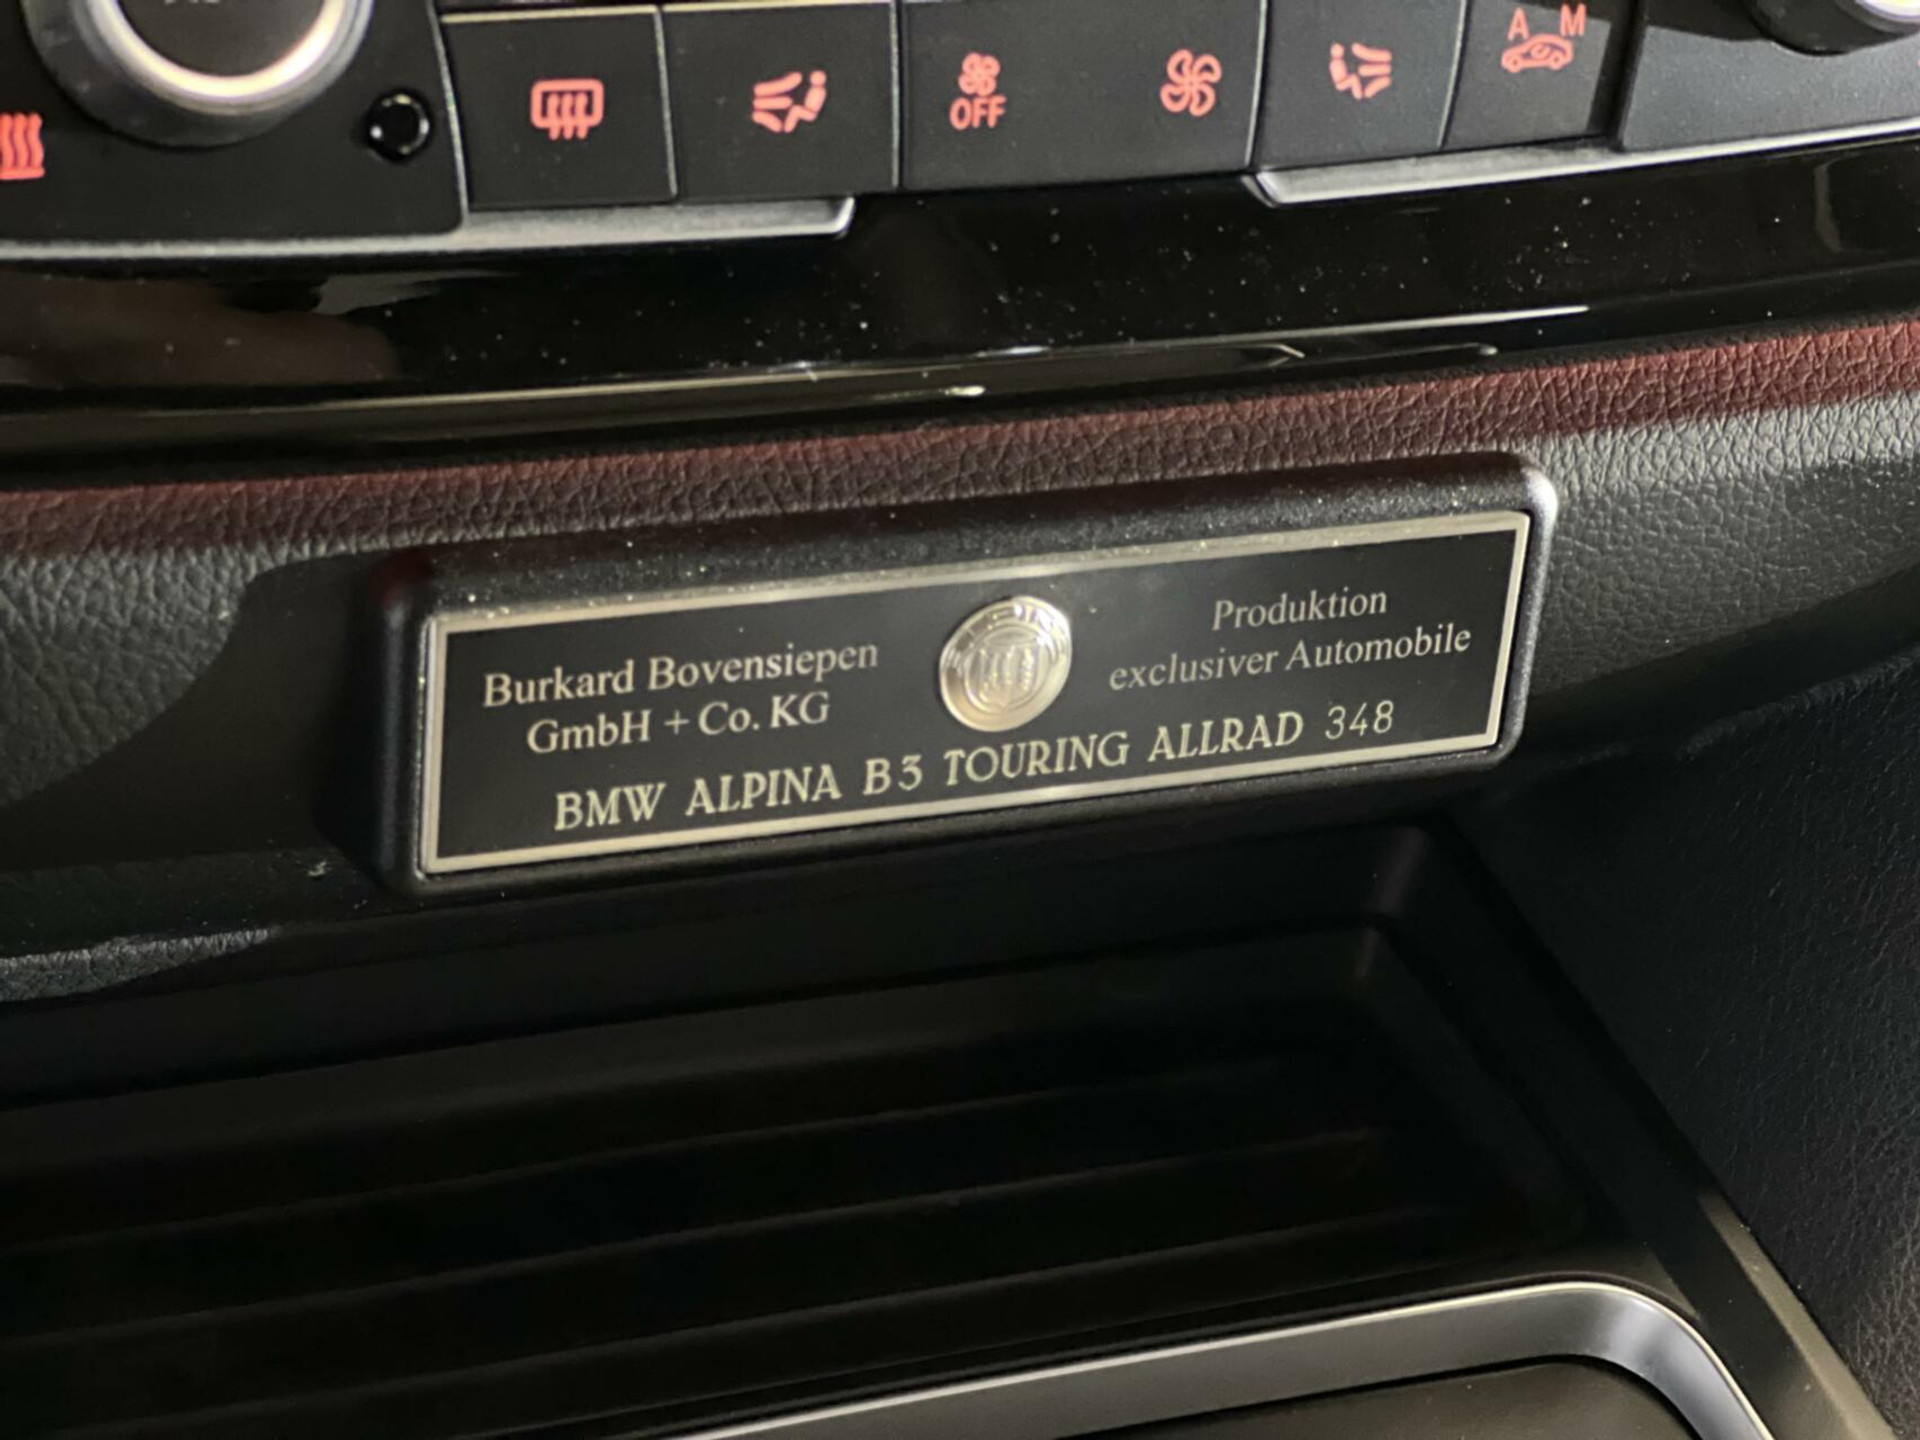 A M
OFF
Burkard Bovensiepen
GmbH + Co. KG
Produktion
exclusiver Automobile
BMW ALPINA B3 TOURING ALLRAD 348